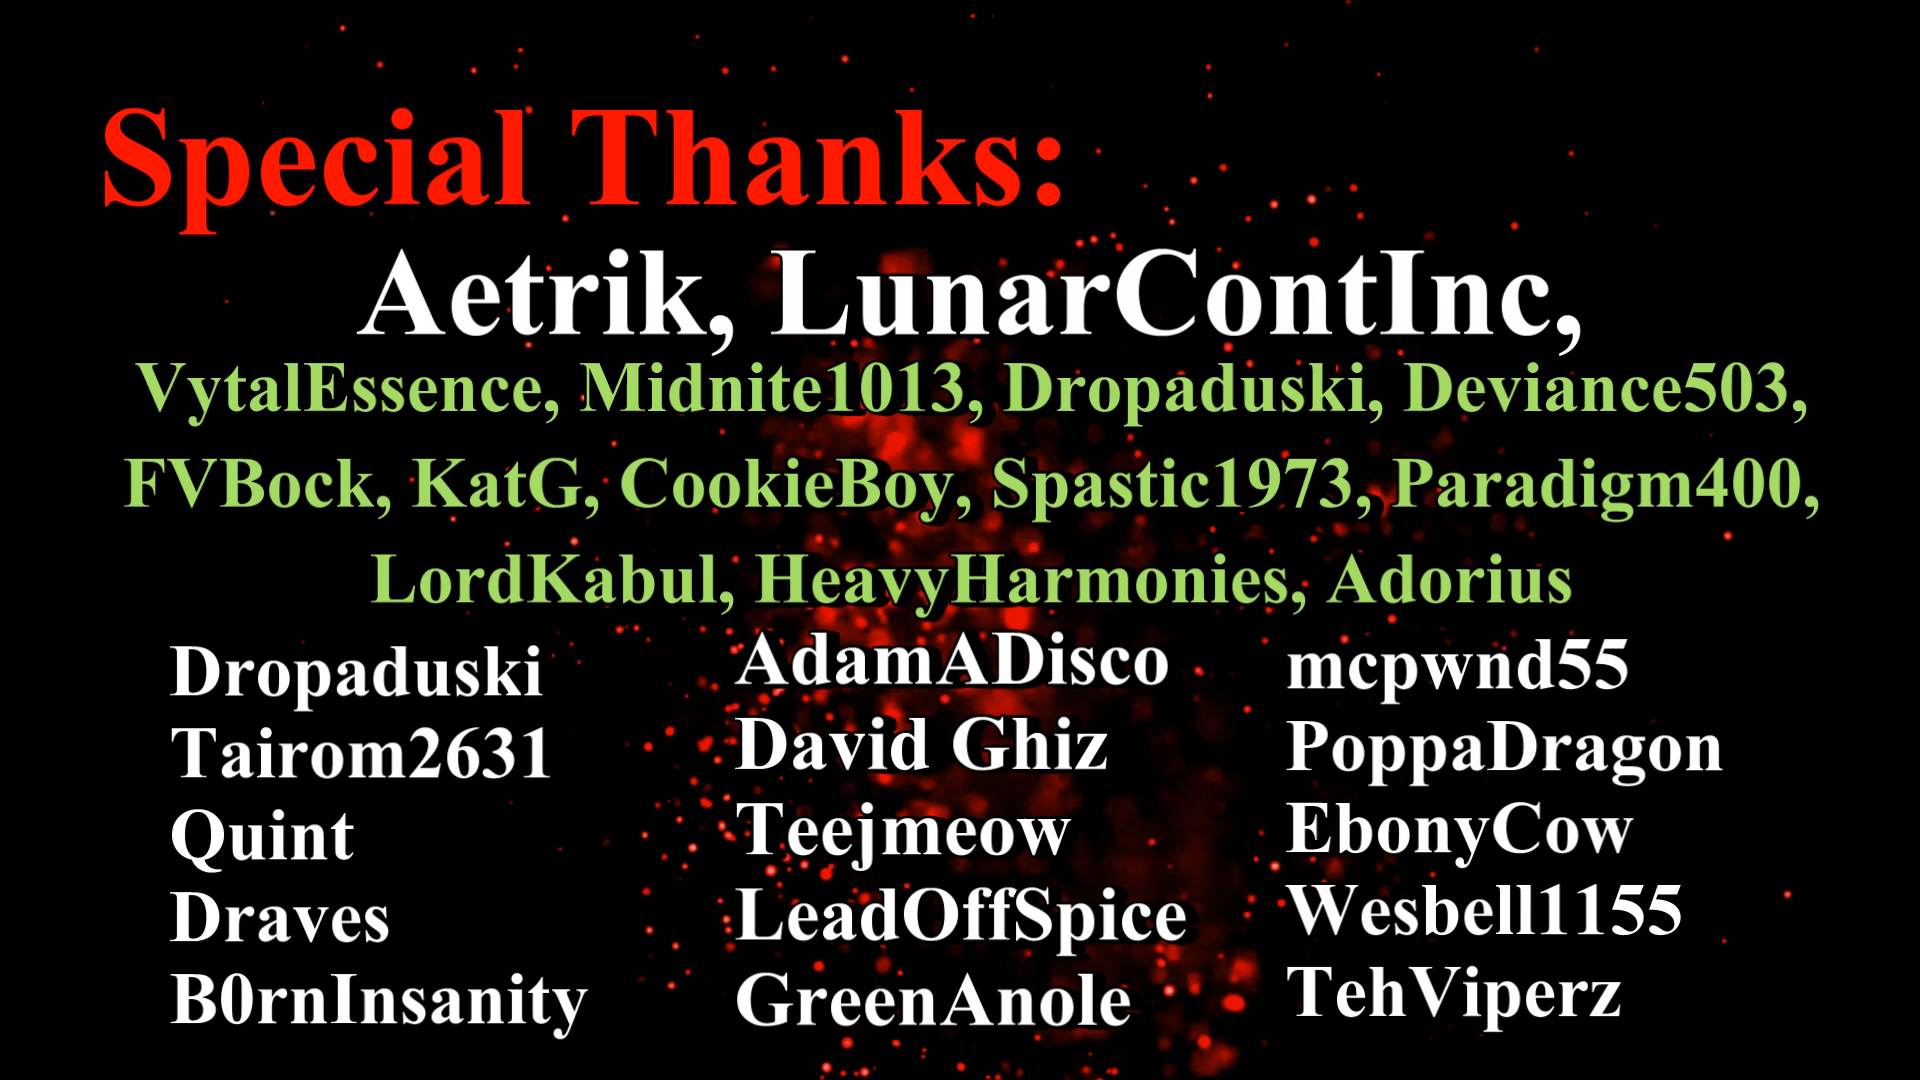 Special Thanks:
Aetrik, LunarContInc,
VytalEssence, Midnite1013, Dropaduski, Deviance503,
FVBock, KatG, CookieBoy, Spastic1973, Paradigm400,
LordKabul, HeavyHarmonies, Adorius
Dropaduski
Tairom2631
Quint
Draves
B0rnInsanity
AdamADisco
David Ghiz
Teejmeow
LeadOffSpice
GreenAnole
mcpwnd55
PoppaDragon
EbonyCow
Wesbell1155
TehViperz